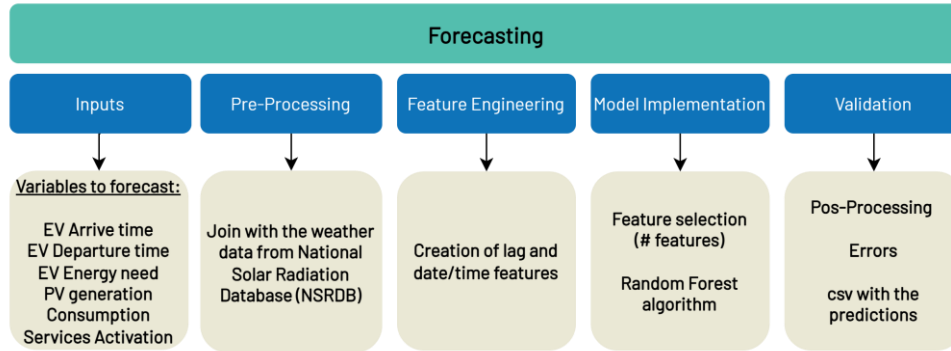 Forecasting
Inputs
Pre-Processing
Feature Engineering
Model Implementation
Validation
Variables to forecast:
EV Arrive time
EV Departure time
EV Energy need
PV generation
Consumption
Services Activation
Join with the weather
data from National
Solar Radiation
Database (NSRDB)
Creation of lag and
date/time features
Feature selection
(# features)
Random Forest
algorithm
Pos-Processing
Errors
csv with the
predictions